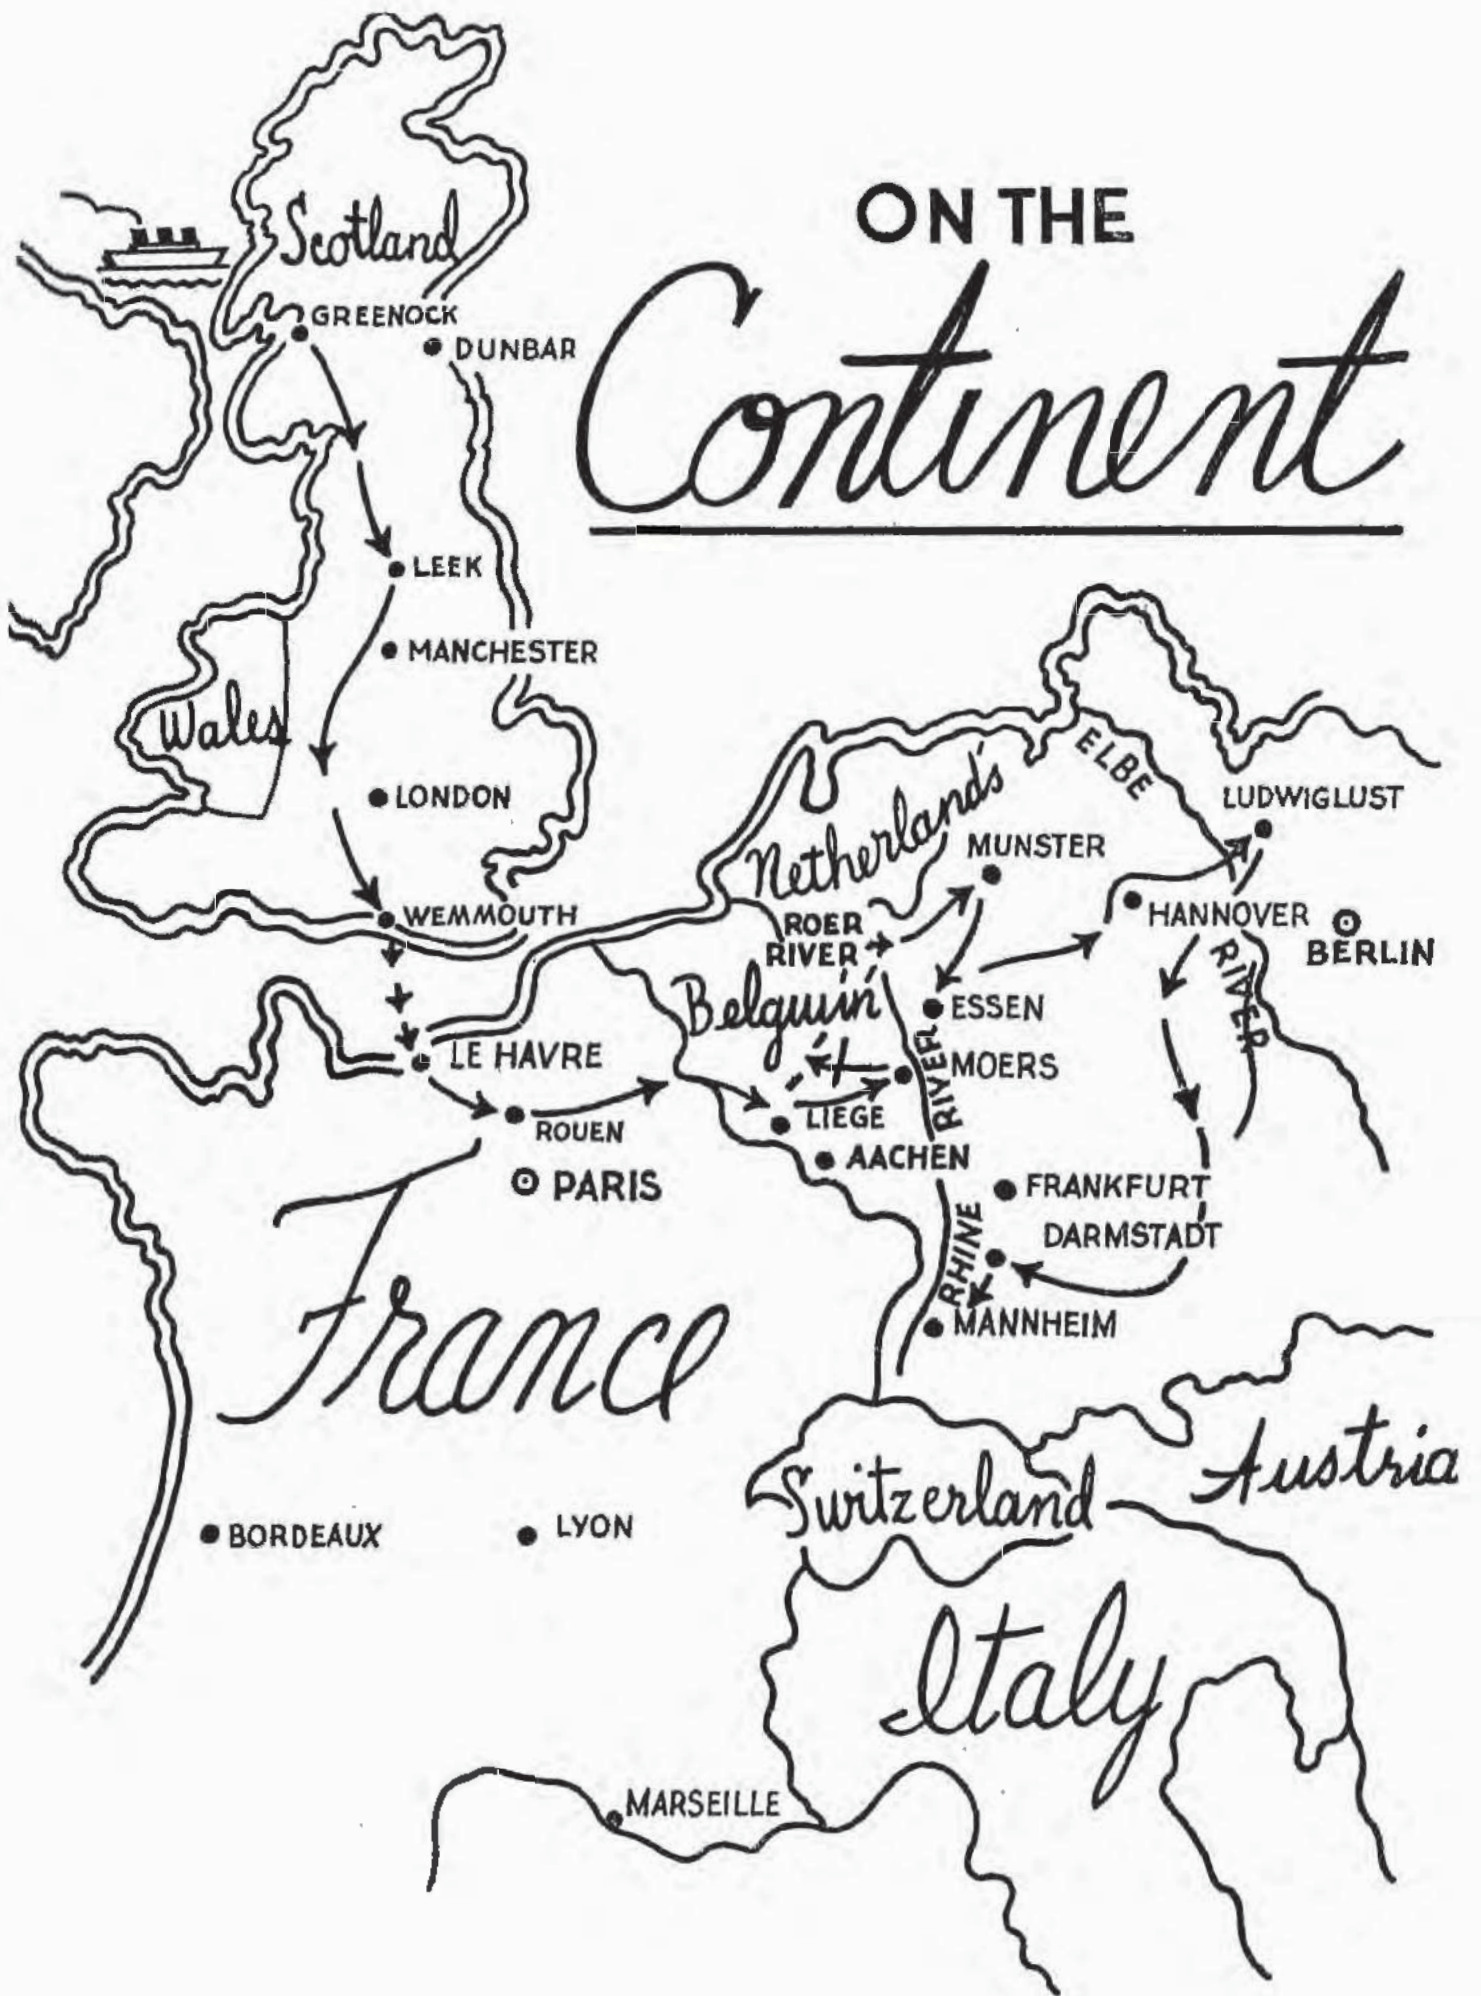 ON THE
Continent
Scotland
GREENOCK
DUNBAR
LEEK
MANCHESTER
Wales
LONDON
WEMMOUTH
ELBE
LUDWIGLUST
Netherlands
MUNSTER
ROER
RIVER
HANNOVER
BERLIN
RIVER
Belguin
ESSEN
LE HAVRE
MOERS
RIVER
LIEGE
ROUEN
AACHEN
PARIS
FRANKFURT
DARMSTADT
RHINE
MANNHEIM
France
Switzerland
Austria
BORDEAUX
LYON
Italy
MARSEILLE